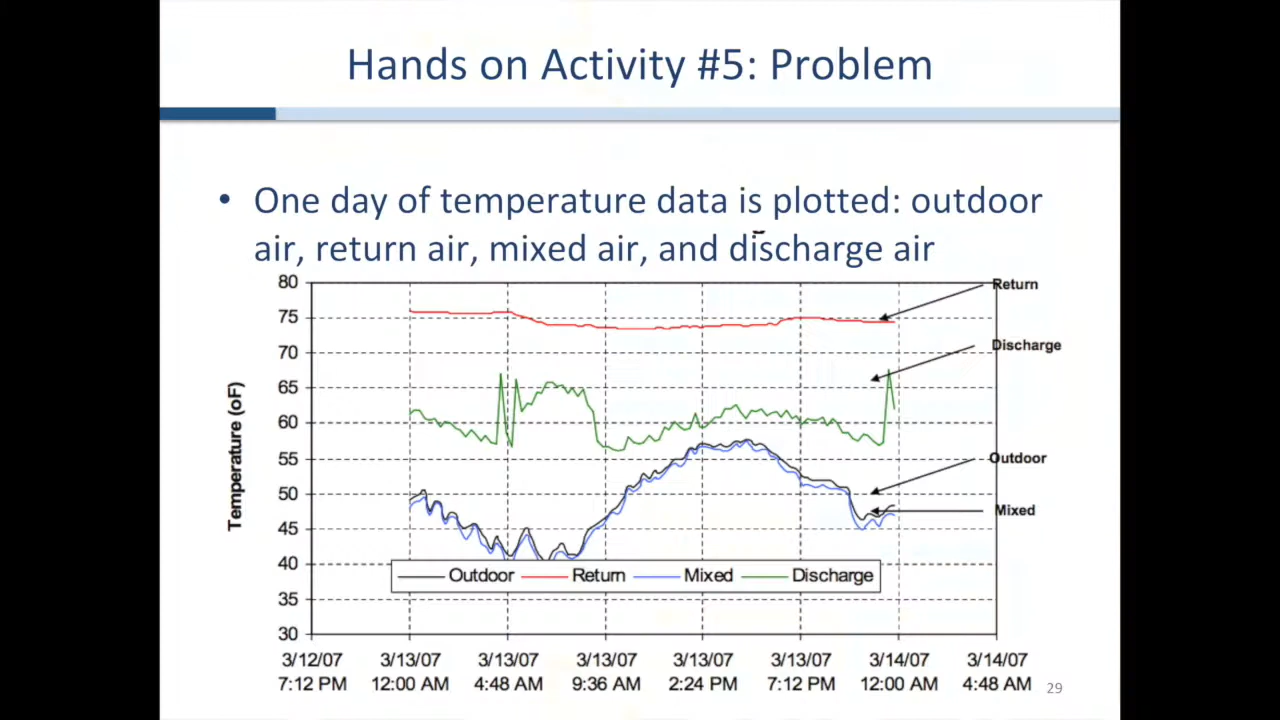 Hands on Activity #5: Problem
• One day of temperature data is plotted: outdoor
air, return air, mixed air, and discharge air
80
75
70
65
60
55
50
45
40
35
30
Temperature (oF)
Return
Discharge
Outdoor
Mixed
Outdoor Return Mixed Discharge
3/12/07 3/13/07 3/13/07 3/13/07 3/13/07 3/13/07 3/14/07 3/14/07
7:12 PM 12:00 AM 4:48 AM 9:36 AM 2:24 PM 7:12 PM 12:00 AM 4:48 AM
29